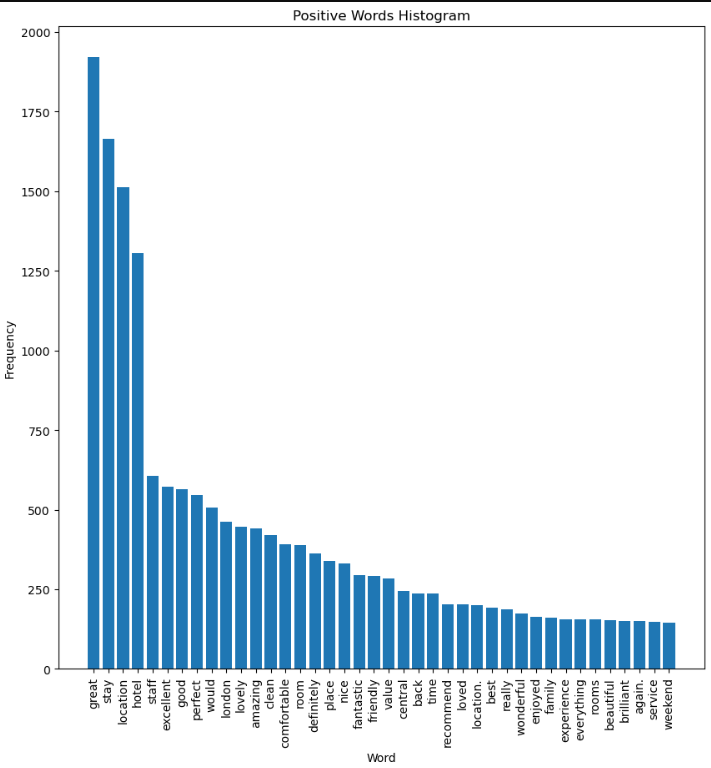 Positive Words Histogram
Frequency
2000
1750
1500
1250
1000
750
500
250
0
great
stay
location
hotel
staff
excellent
good
perfect
would
london
lovely
amazing
clean
comfortable
room
definitely
place
nice
fantastic
friendly
value
central
back
time
recommend
loved
location.
best
really
wonderful
enjoyed
family
experience
everything
rooms
beautiful
brilliant
again.
service
weekend
Word